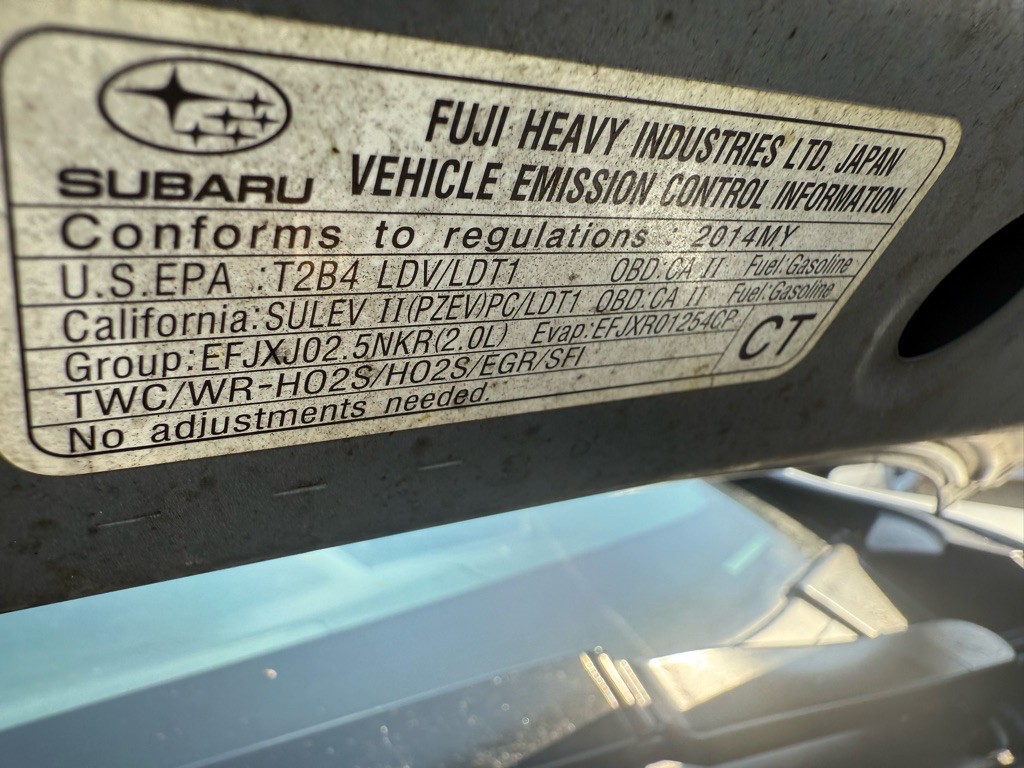 SUBARU
FUJI HEAVY INDUSTRIES LTD. JAPAN
VEHICLE EMISSION CONTROL INFORMATION
Conforms to regulations : 2014MY
U.S.EPA :T2B4 LDV/LDT1 OBD:CA II Fuel:Gasoline
California:SULEV II(PZEV)PC/LDT1 OBD:CA II Fuel:Gasoline
Group:EFJXJ02.5NKR(2.0L) Evap:EFJXR01254CP
TWC/WR-HO2S/HO2S/EGR/SFI
CT
No adjustments needed.